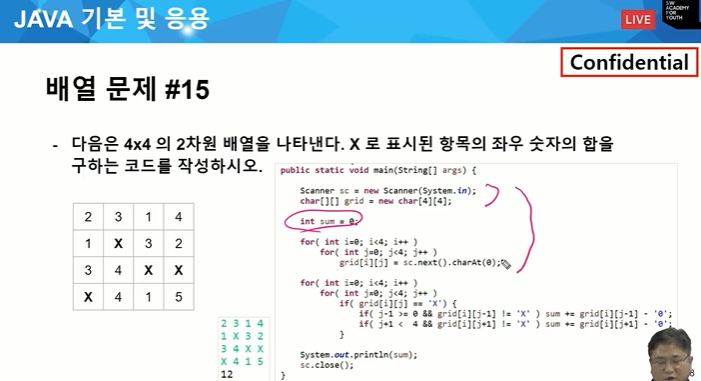 JAVA 기본 및 응용
LIVE
SW
ACADEMY
FOR
YOUTH
Confidential
배열 문제 #15
- 다음은 4x4 의 2차원 배열을 나타낸다. X 로 표시된 항목의 좌우 숫자의 합을
구하는 코드를 작성하시오.
2 3 1 4
1 X 3 2
3 4 X X
X 4 1 5
public static void main(String[] args) {
Scanner sc = new Scanner(System.in);
char[][] grid = new char[4][4];
int sum = 0;
for( int i=0; i<4; i++ )
for( int j=0; j<4; j++ )
grid[i][j] = sc.next().charAt(0);
for( int i=0; i<4; i++ )
for( int j=0; j<4; j++ )
if( grid[i][j] == 'X') {
if( j-1 >= 0 && grid[i][j-1] != 'X' ) sum += grid[i][j-1] - '0';
if( j+1 < 4 && grid[i][j+1] != 'X' ) sum += grid[i][j+1] - '0';
}
System.out.println(sum);
sc.close();
}
2 3 1 4
1 X 3 2
3 4 X X
X 4 1 5
12